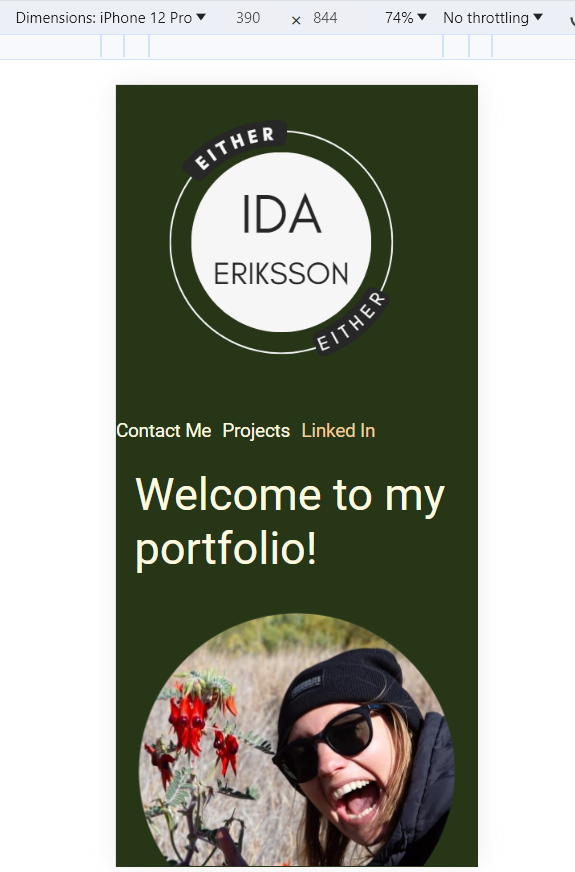 Dimensions: iPhone 12 Pro ▼ 390 × 844 74% ▼ No throttling ▼
EITHER
IDA
ERIKSSON
EITHER
Contact Me Projects Linked In
Welcome to my
portfolio!